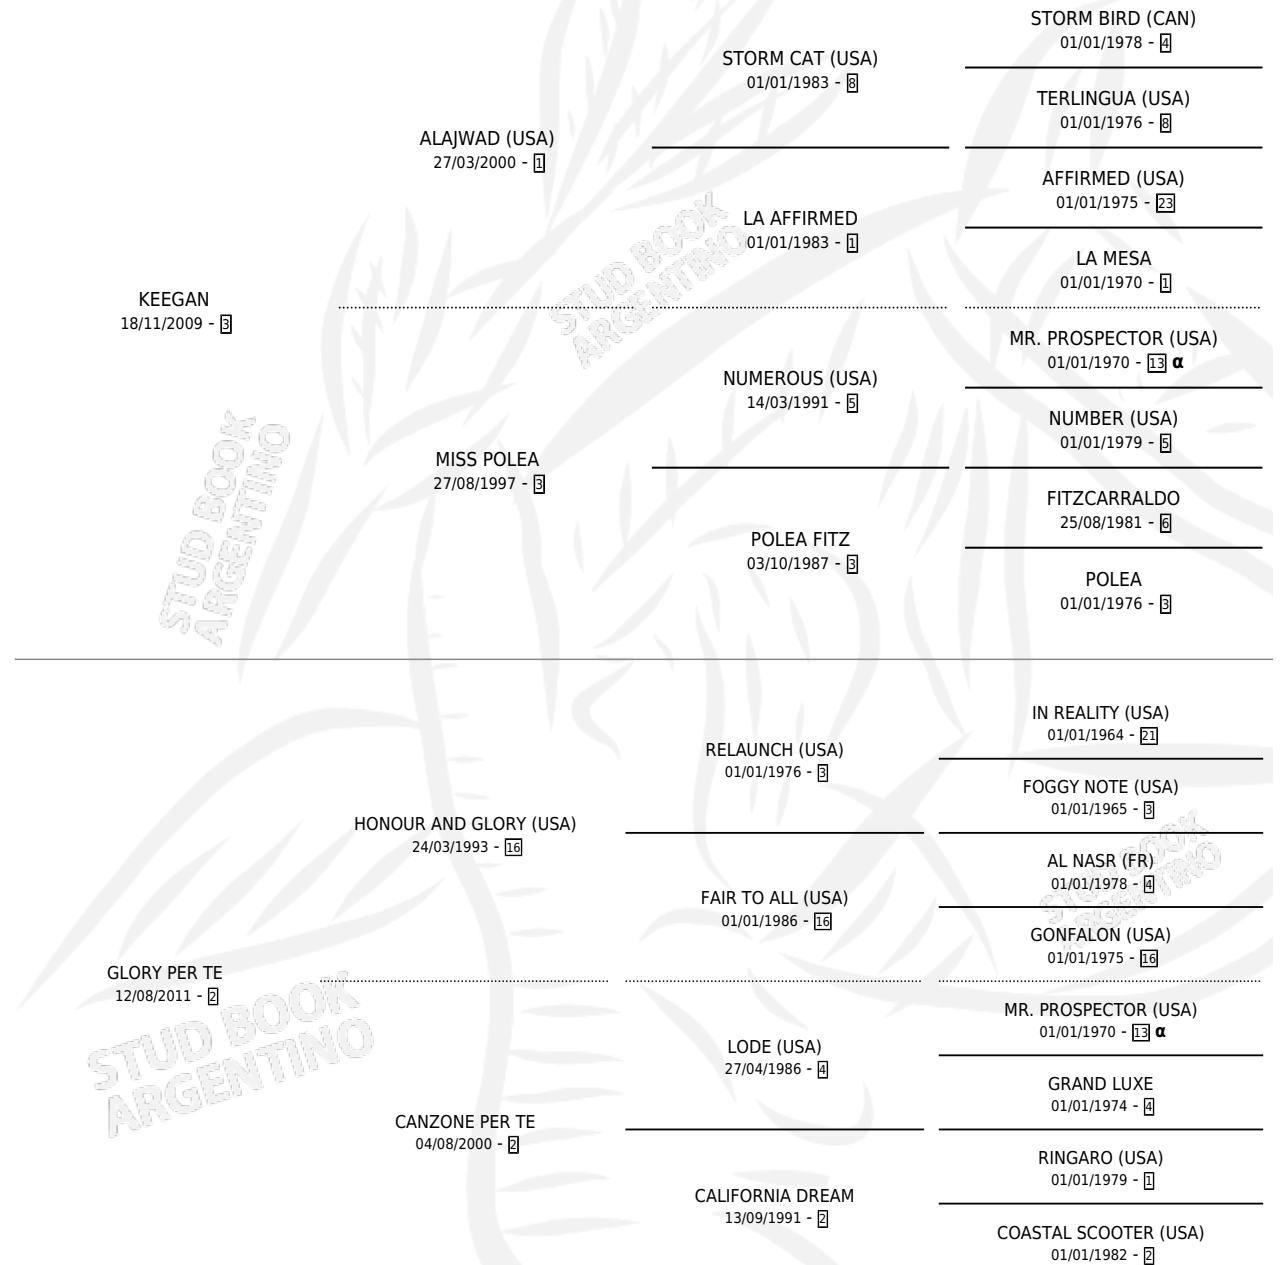 STORM BIRD (CAN)
01/01/1978 - 4
STORM CAT (USA)
01/01/1983 - 8
TERLINGUA (USA)
01/01/1976 - 8
ALAJWAD (USA)
27/03/2000 - 1
AFFIRMED (USA)
01/01/1975 - 23
LA AFFIRMED
01/01/1983 - 1
LA MESA
01/01/1970 - 1
KEEGAN
18/11/2009 - 3
MR. PROSPECTOR (USA)
01/01/1970 - 13 α
NUMEROUS (USA)
14/03/1991 - 5
NUMBER (USA)
01/01/1979 - 5
MISS POLEA
27/08/1997 - 3
FITZCARRALDO
25/08/1981 - 6
POLEA FITZ
03/10/1987 - 3
POLEA
01/01/1976 - 3
STUD BOOK
ARGENTINO
STUD BOOK
ARGENTINO
IN REALITY (USA)
01/01/1964 - 21
RELAUNCH (USA)
01/01/1976 - 3
FOGGY NOTE (USA)
01/01/1965 - 3
HONOUR AND GLORY (USA)
24/03/1993 - 16
AL NASR (FR)
01/01/1978 - 4
FAIR TO ALL (USA)
01/01/1986 - 16
GONFALON (USA)
01/01/1975 - 16
GLORY PER TE
12/08/2011 - 2
MR. PROSPECTOR (USA)
01/01/1970 - 13 α
LODE (USA)
27/04/1986 - 4
GRAND LUXE
01/01/1974 - 4
CANZONE PER TE
04/08/2000 - 2
RINGARO (USA)
01/01/1979 - 1
CALIFORNIA DREAM
13/09/1991 - 2
COASTAL SCOOTER (USA)
01/01/1982 - 2
STUD BOOK
ARGENTINO
STUD BOOK
ARGENTINO